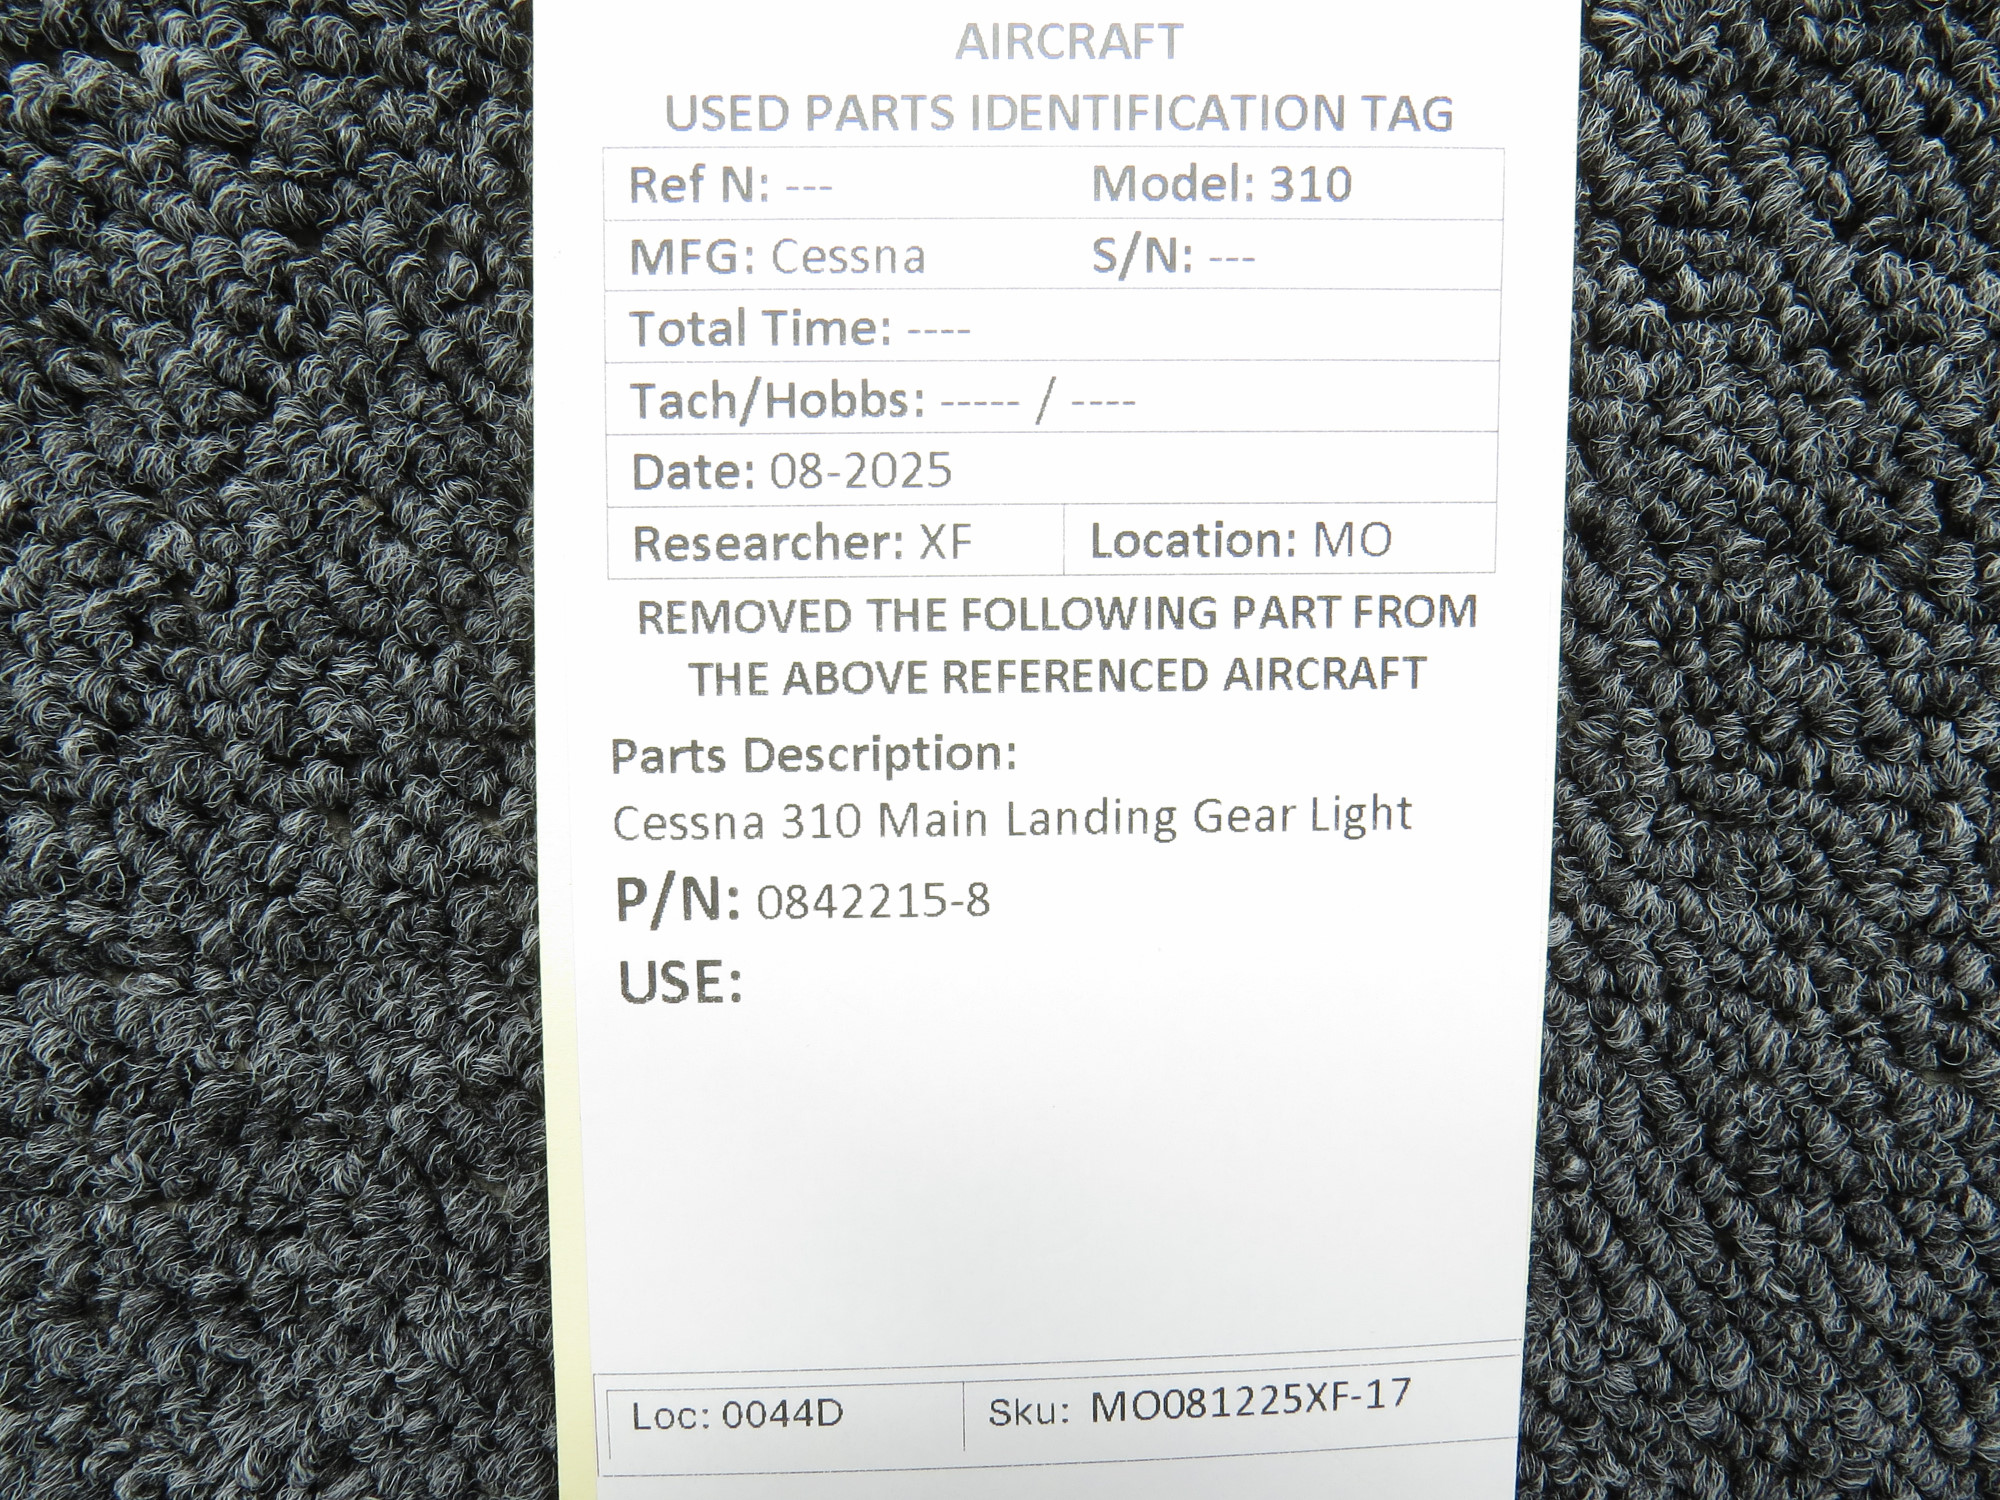 AIRCRAFT
USED PARTS IDENTIFICATION TAG
Ref N: --- Model: 310
MFG: Cessna S/N: ---
Total Time: ----
Tach/Hobbs: ----- / ----
Date: 08-2025
Researcher: XF Location: MO
REMOVED THE FOLLOWING PART FROM
THE ABOVE REFERENCED AIRCRAFT
Parts Description:
Cessna 310 Main Landing Gear Light
P/N: 0842215-8
USE:
Loc: 0044D Sku: MO081225XF-17